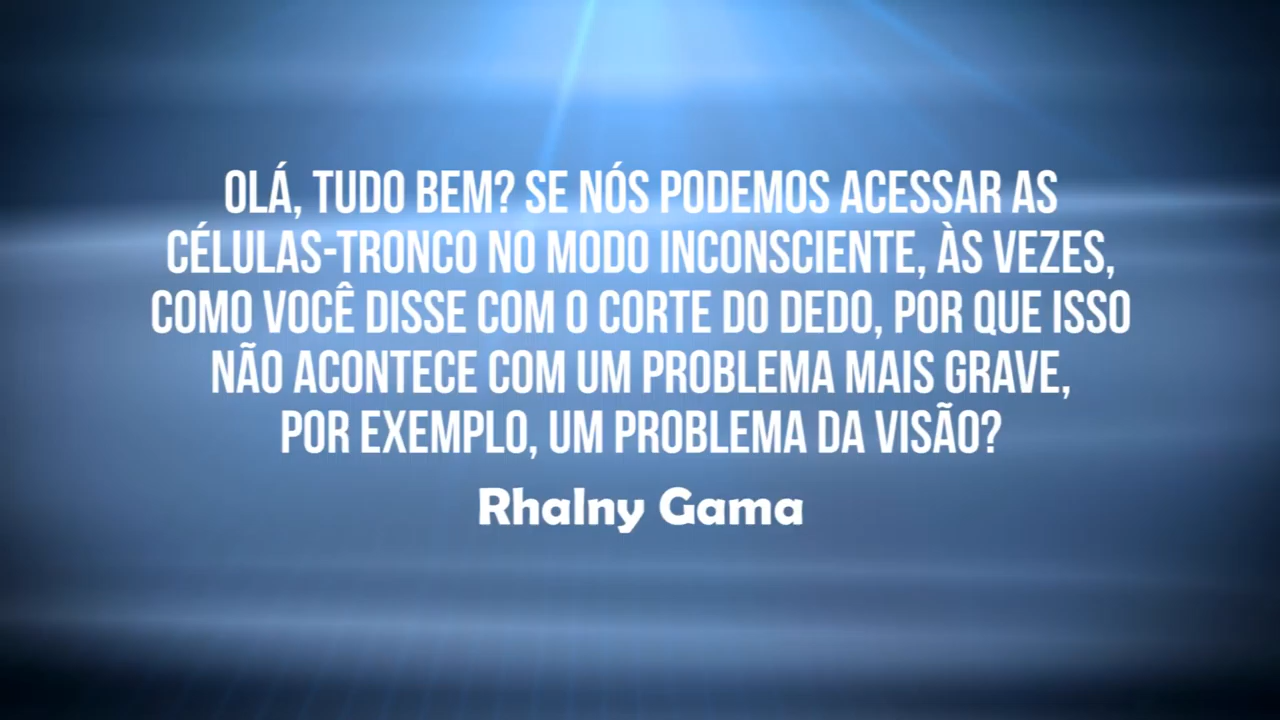 OLÁ, TUDO BEM? SE NÓS PODEMOS ACESSAR AS
CÉLULAS-TRONCO NO MODO INCONSCIENTE, ÀS VEZES,
COMO VOCÊ DISSE COM O CORTE DO DEDO, POR QUE ISSO
NÃO ACONTECE COM UM PROBLEMA MAIS GRAVE,
POR EXEMPLO, UM PROBLEMA DA VISÃO?
Rhalny Gama